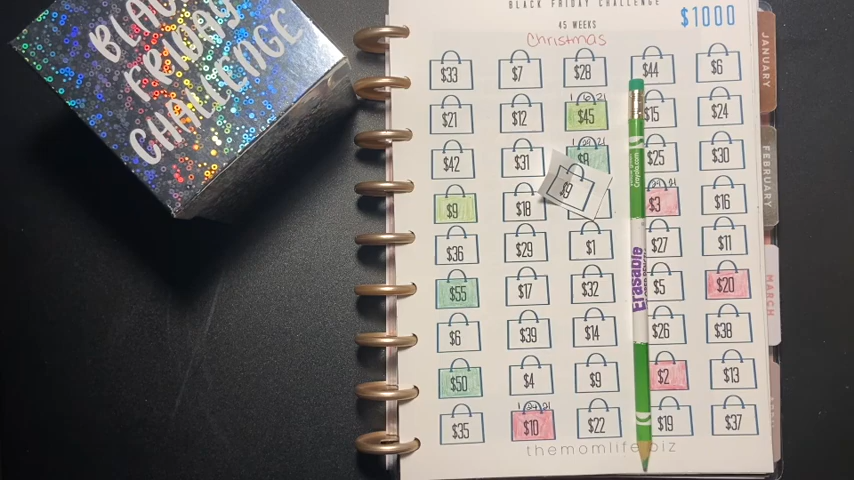 BLACK
FRIDAY
CHALLENGE
BLACK FRIDAY CHALLENGE
45 WEEKS
$1000
Christmas
$33 $7 $28 $44 $6
$21 $12 $45 $15 $24
$42 $31 $25 $30
$9 $18 $3 $16
$36 $29 $1 $27 $11
$55 $17 $32 $5 $20
$6 $39 $14 $26 $38
$50 $4 $9 $2 $13
$35 $10 $22 $19 $37
themomlife.biz
Erasable
Crayola
JANUARY
FEBRUARY
MARCH